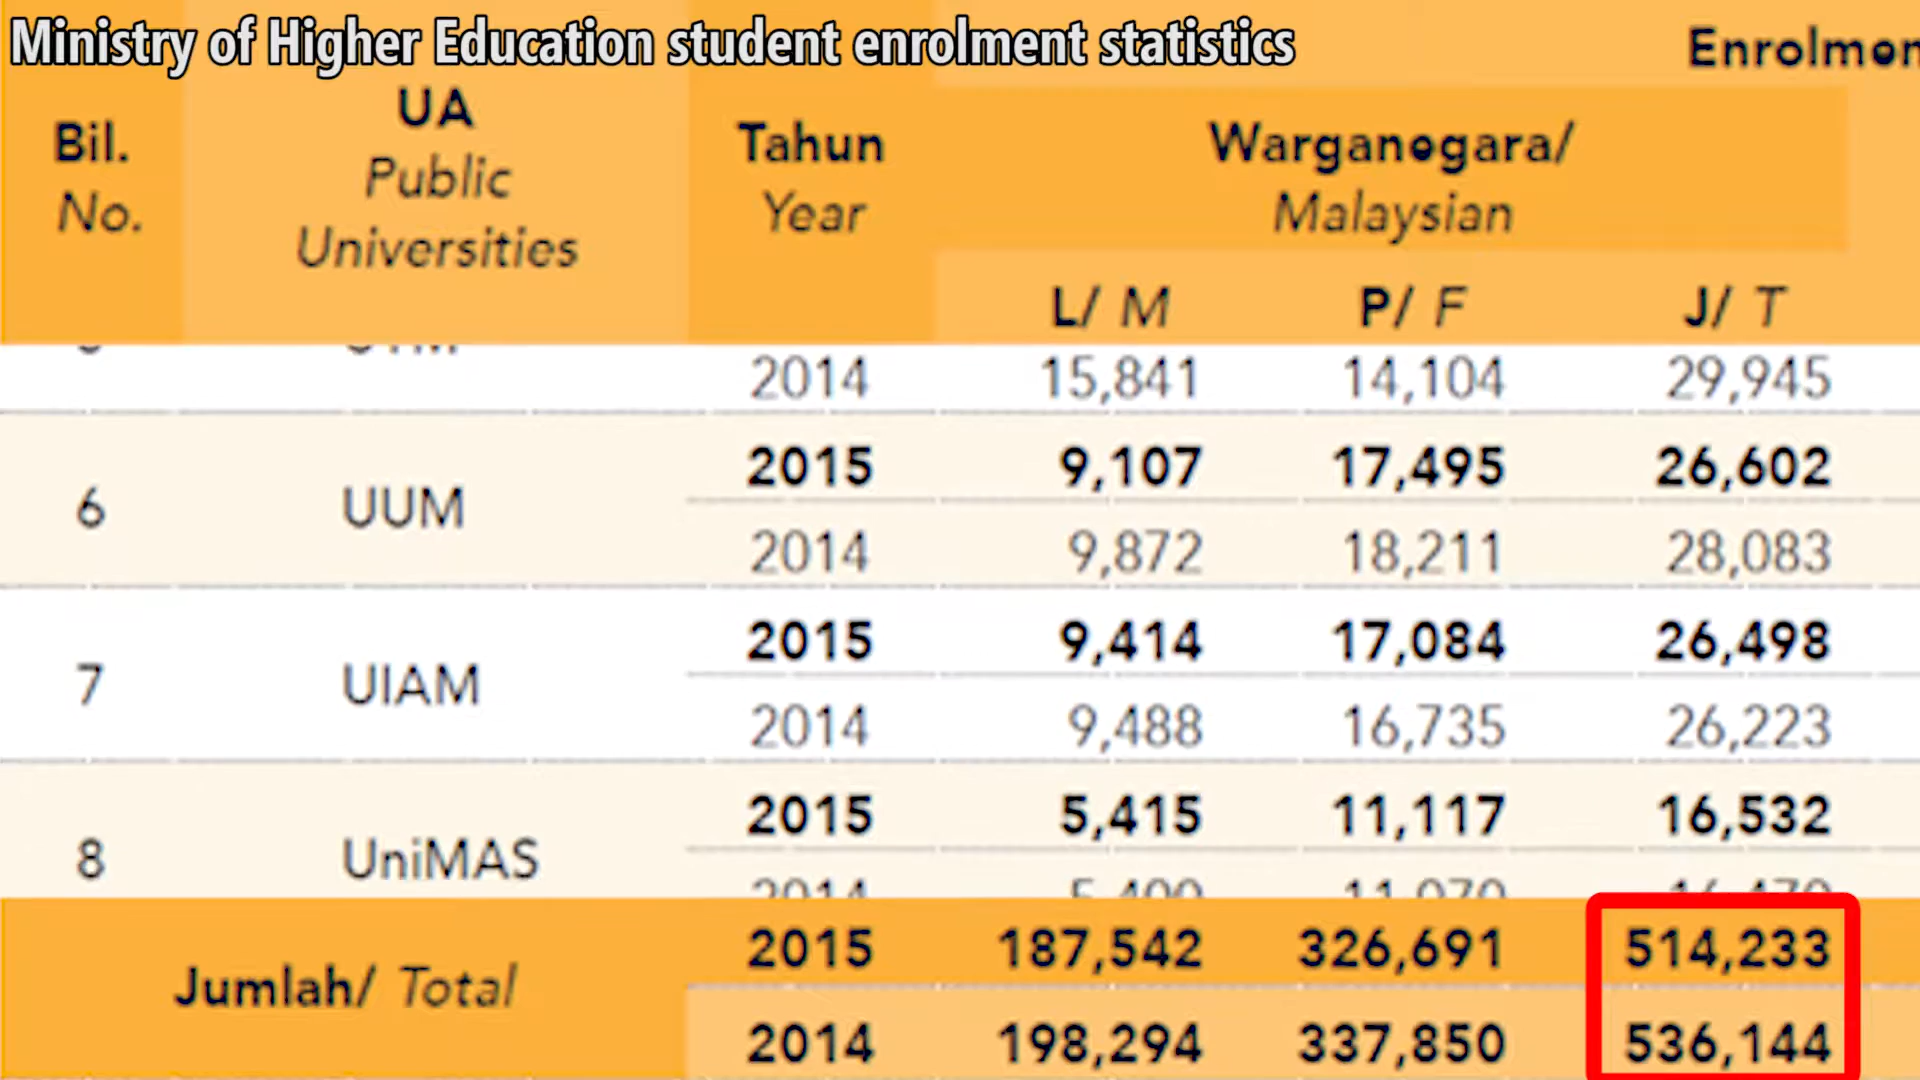 Ministry of Higher Education student enrolment statistics
Bil.
No.
UA
Public
Universities
Tahun
Year
Enrolmen
Warganegara/
Malaysian
L/ M P/ F J/ T
2014 15,841 14,104 29,945
6 UUM
2015 9,107 17,495 26,602
2014 9,872 18,211 28,083
7 UIAM
2015 9,414 17,084 26,498
2014 9,488 16,735 26,223
8 UniMAS
2015 5,415 11,117 16,532
2014
Jumlah/ Total
2015 187,542 326,691 514,233
2014 198,294 337,850 536,144